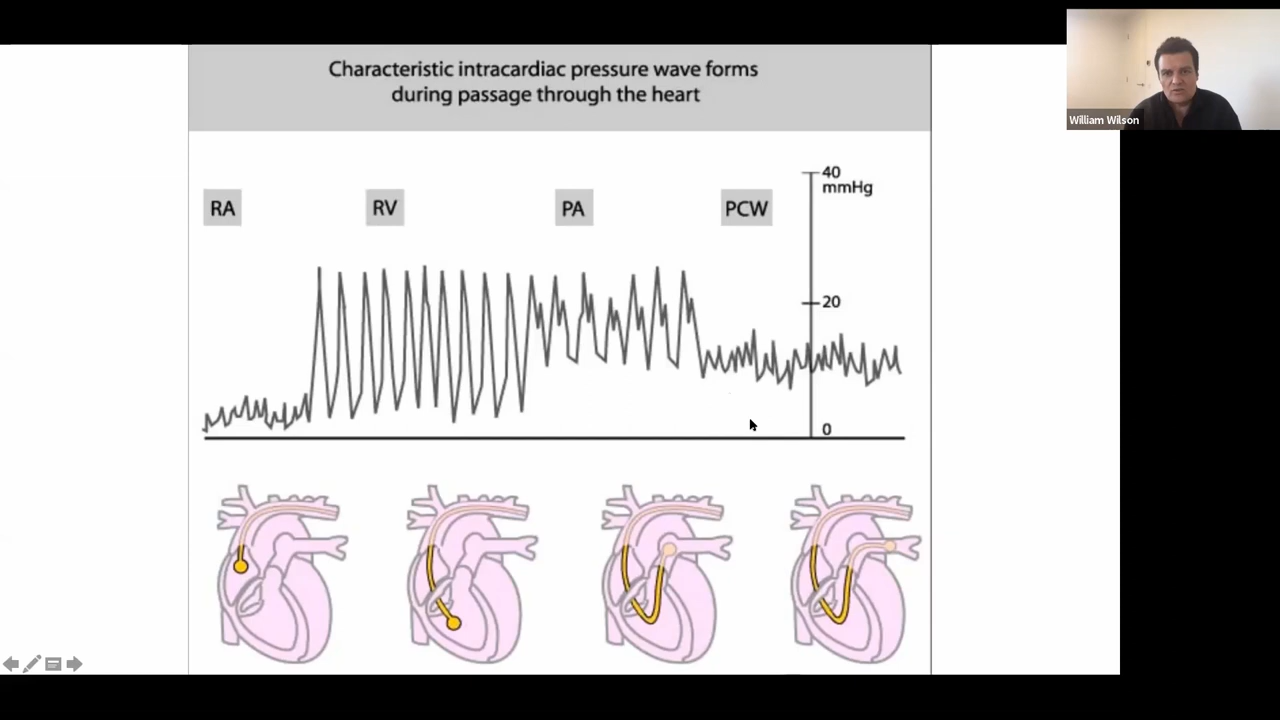 Characteristic intracardiac pressure wave forms
during passage through the heart
William Wilson
RA
RV
PA
PCW
40
mmHg
20
0